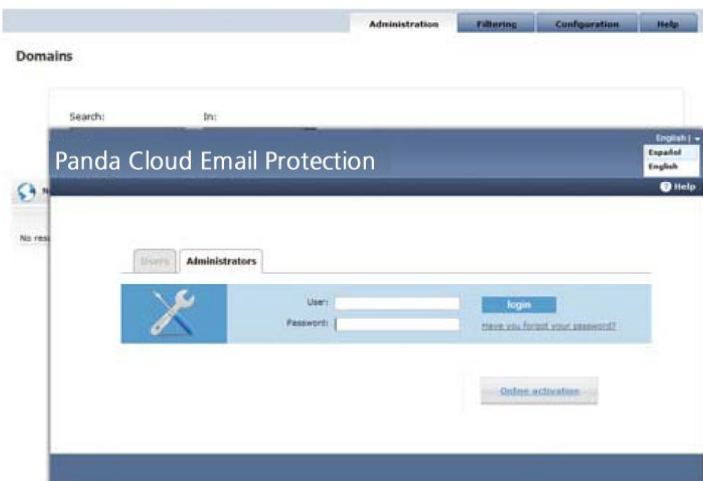 Administration Filtering Configuration Help
Domains
Search: In:
English |
Español
English
Panda Cloud Email Protection
Help
No
Users Administrators
User: login
Password: Have you forgot your password?
Online activation